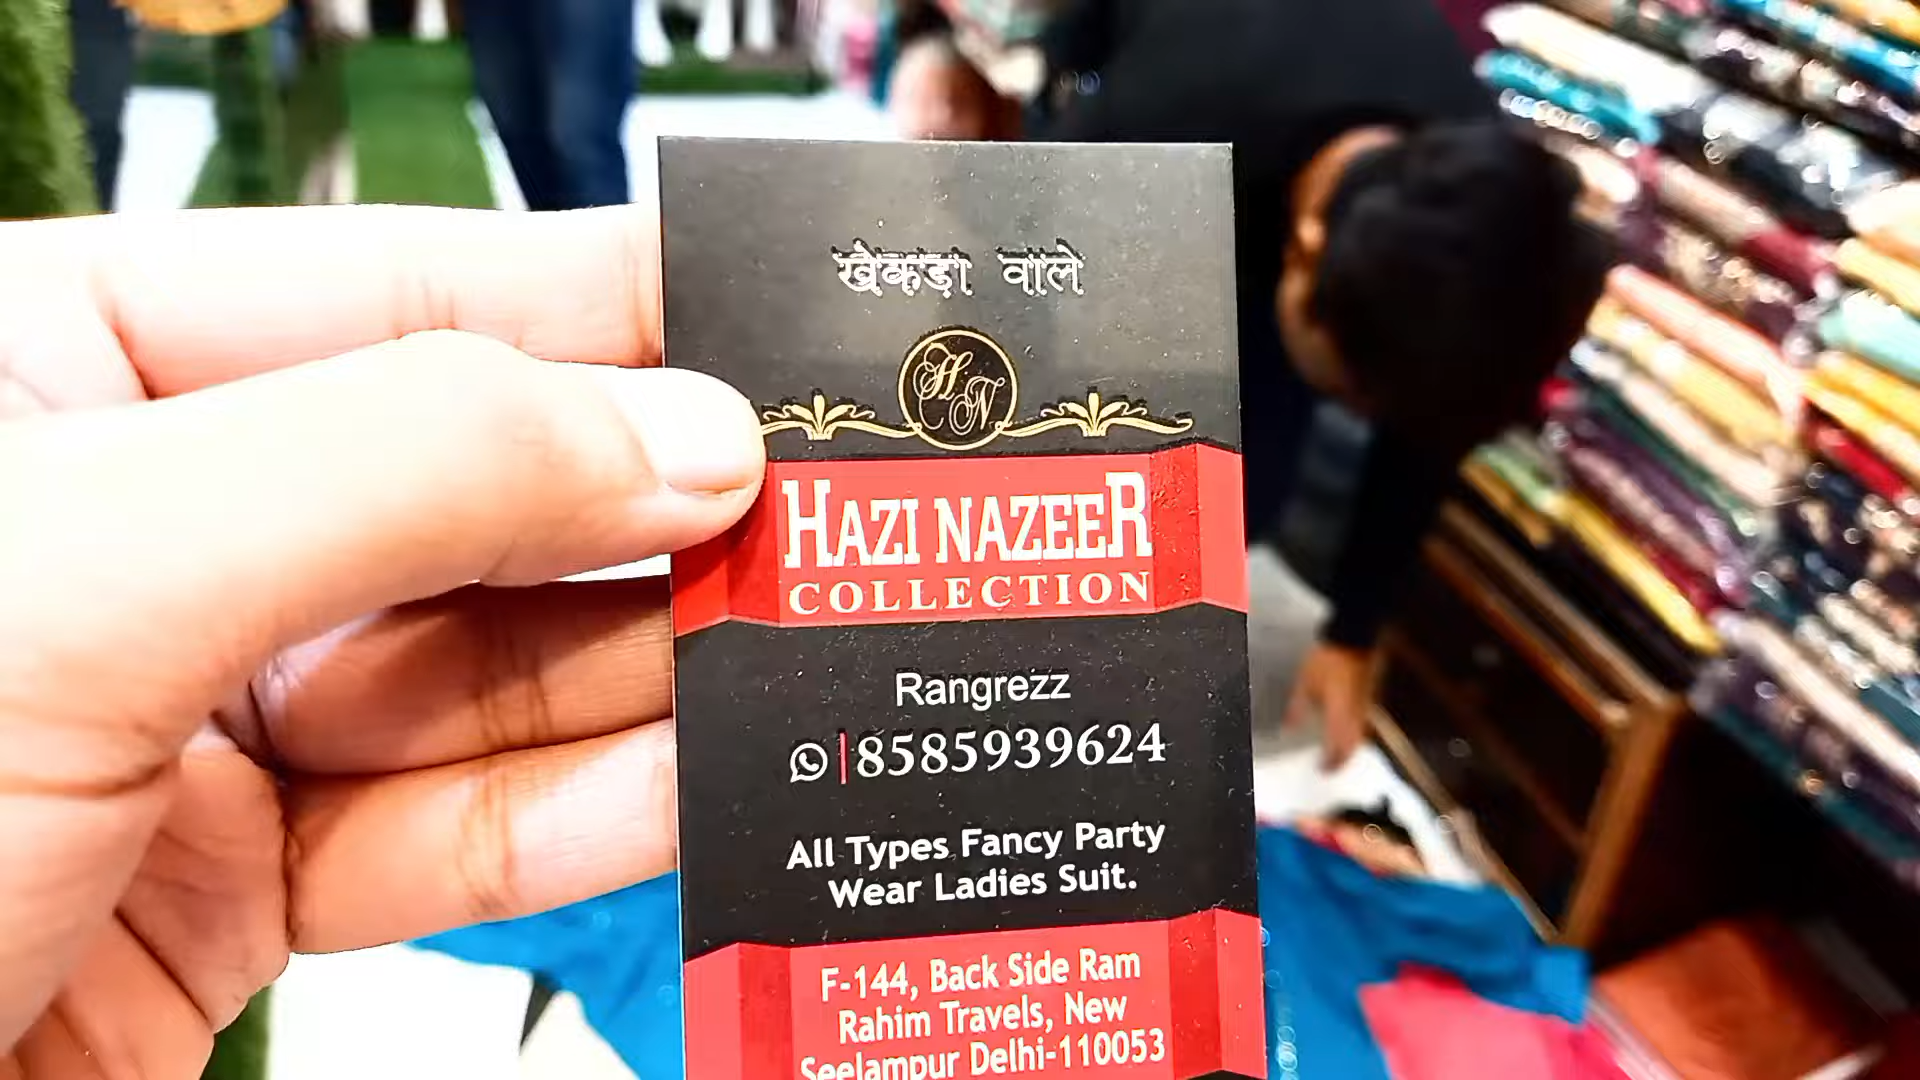 खेकड़ा वाले
HN
HAZI NAZEER
COLLECTION
Rangrezz
8585939624
All Types Fancy Party
Wear Ladies Suit.
F-144, Back Side Ram
Rahim Travels, New
Seelampur Delhi-110053